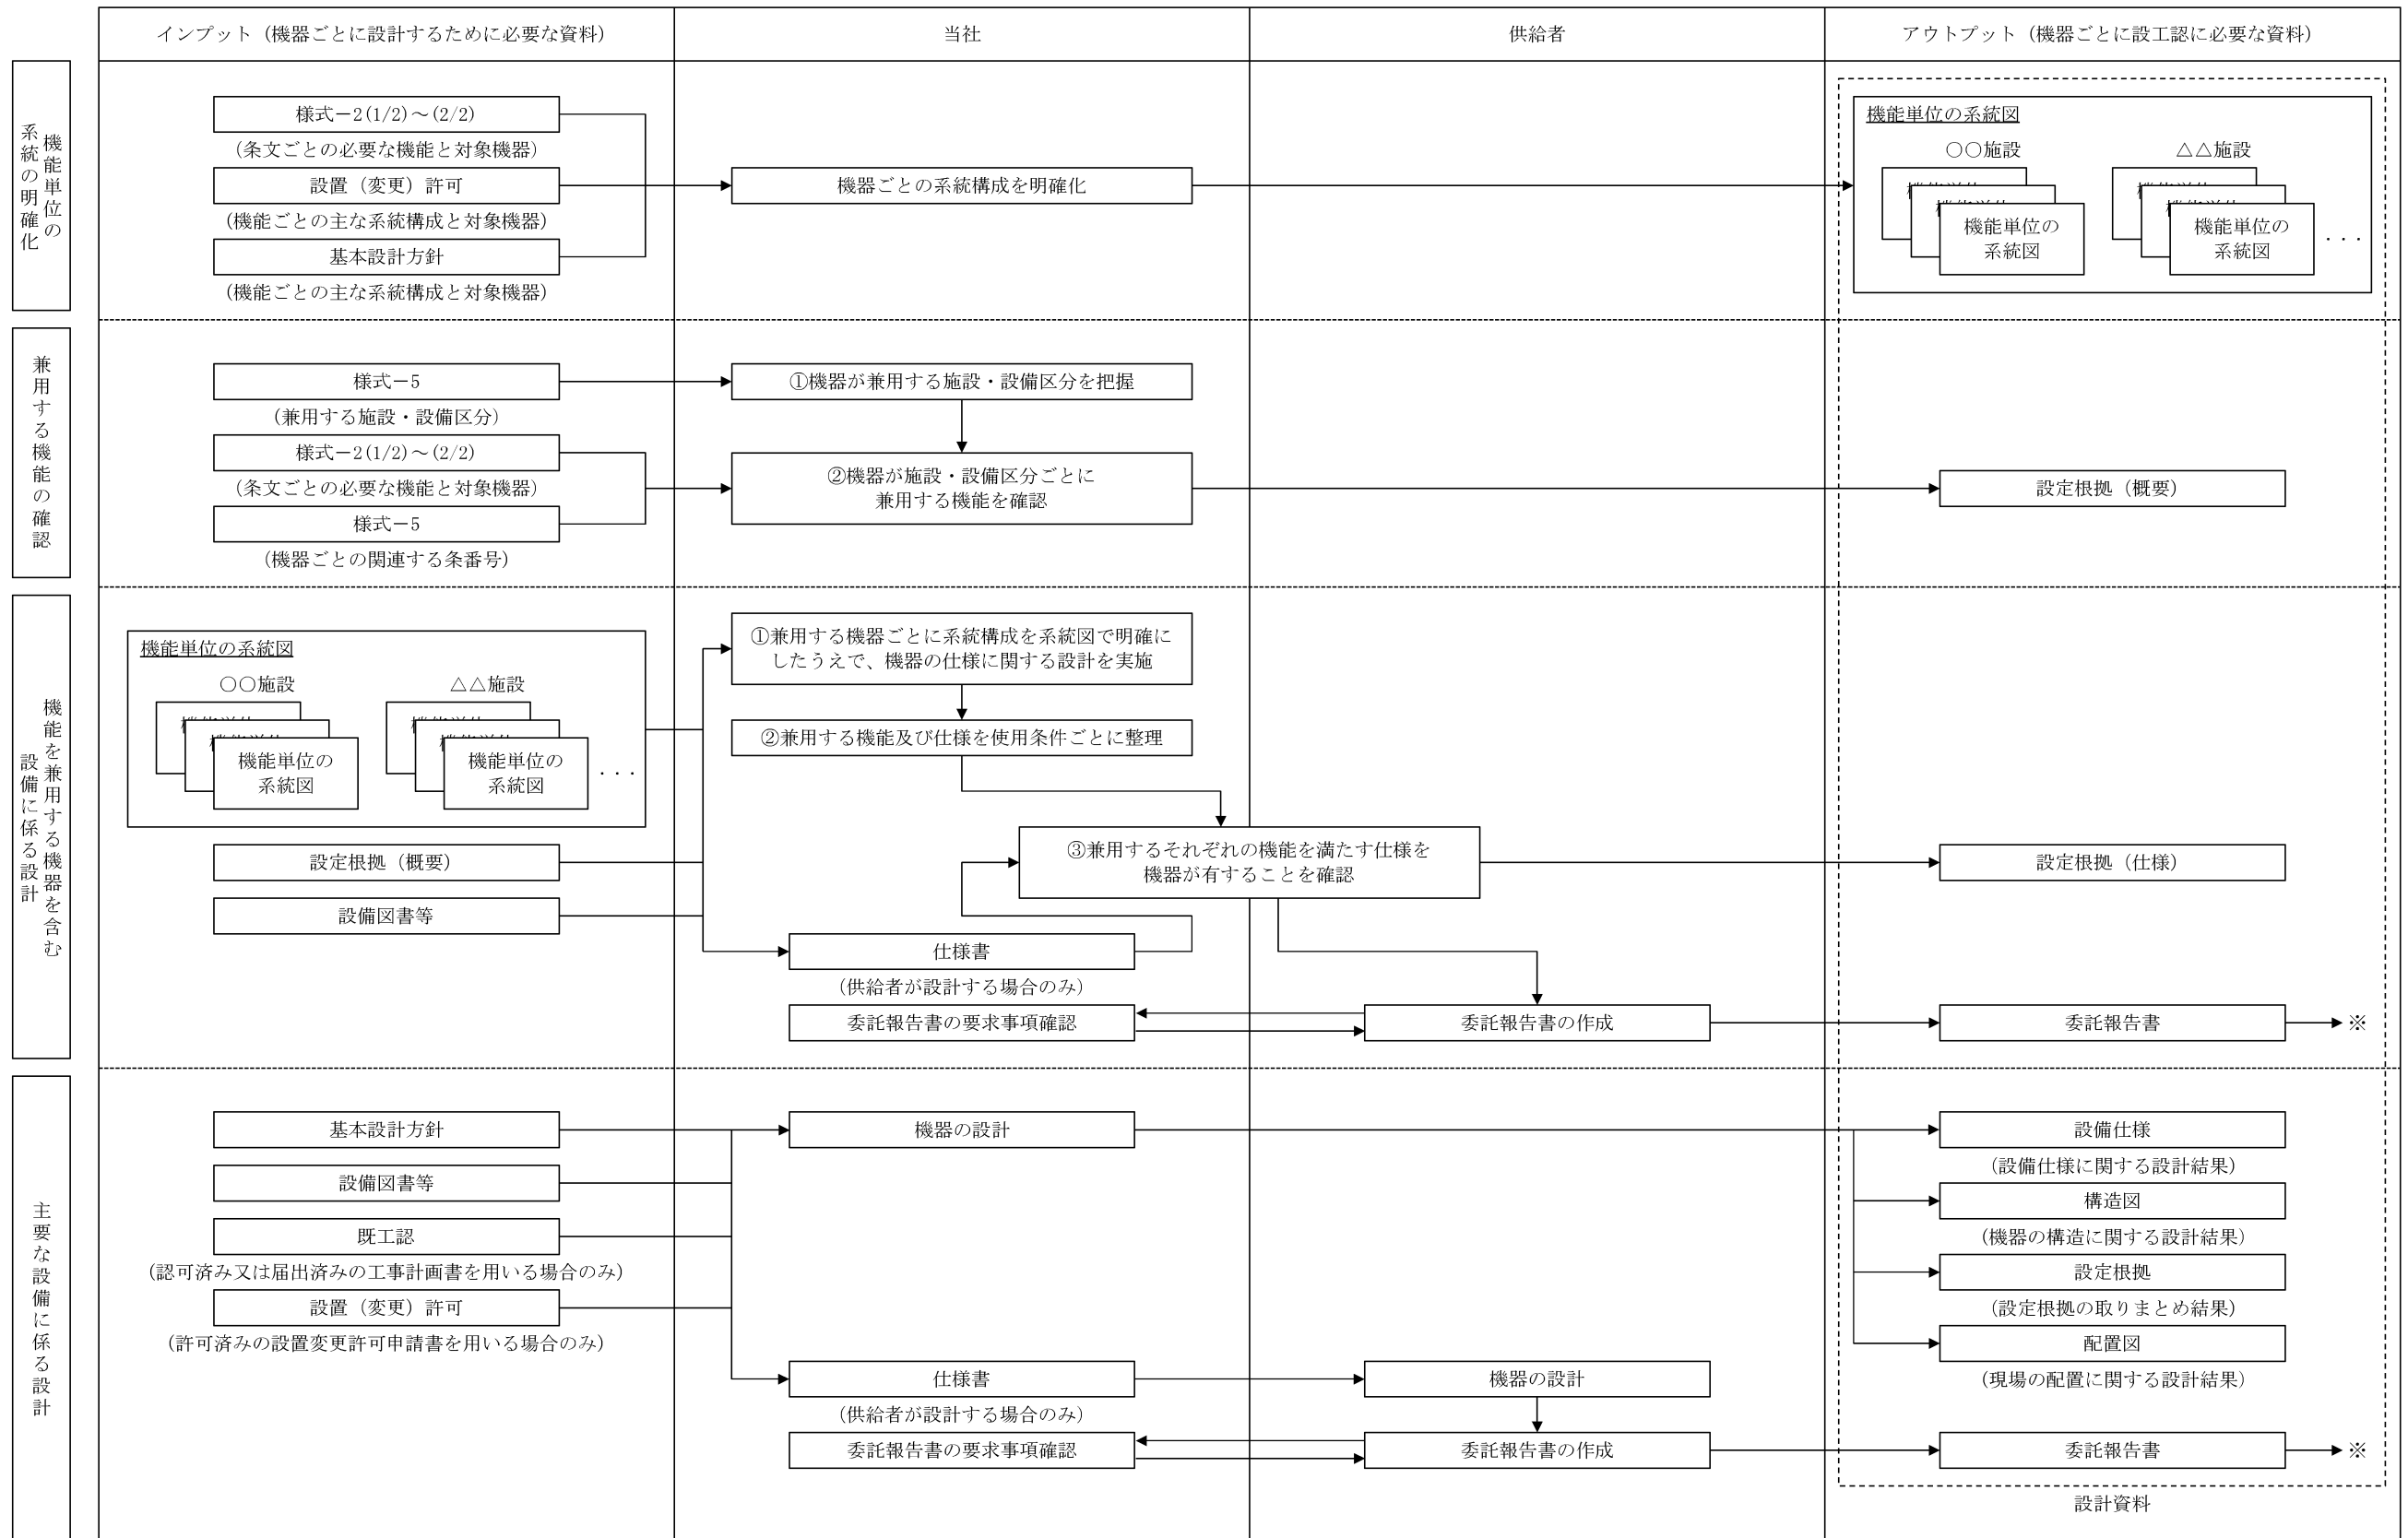 インプット（機器ごとに設計するために必要な資料）
当社
供給者
アウトプット（機器ごとに設工認に必要な資料）
機能単位の
系統の明確化
様式－2(1/2)～(2/2)
（条文ごとの必要な機能と対象機器）
設置（変更）許可
（機能ごとの主な系統構成と対象機器）
基本設計方針
（機能ごとの主な系統構成と対象機器）
機器ごとの系統構成を明確化
機能単位の系統図
○○施設
△△施設
機能単位の
系統図
機能単位の
系統図
・・・
兼用する機能の確認
様式－5
（兼用する施設・設備区分）
様式－2(1/2)～(2/2)
（条文ごとの必要な機能と対象機器）
様式－5
（機器ごとの関連する条番号）
①機器が兼用する施設・設備区分を把握
②機器が施設・設備区分ごとに
兼用する機能を確認
設定根拠（概要）
機能を兼用する機器を含む
設備に係る設計
機能単位の系統図
○○施設
△△施設
機能単位の
系統図
機能単位の
系統図
・・・
設定根拠（概要）
設備図書等
①兼用する機器ごとに系統構成を系統図で明確に
したうえで、機器の仕様に関する設計を実施
②兼用する機能及び仕様を使用条件ごとに整理
③兼用するそれぞれの機能を満たす仕様を
機器が有することを確認
設定根拠（仕様）
仕様書
（供給者が設計する場合のみ）
委託報告書の要求事項確認
委託報告書の作成
委託報告書
※
主要な設備に係る設計
基本設計方針
設備図書等
既工認
（認可済み又は届出済みの工事計画書を用いる場合のみ）
設置（変更）許可
（許可済みの設置変更許可申請書を用いる場合のみ）
機器の設計
設備仕様
（設備仕様に関する設計結果）
構造図
（機器の構造に関する設計結果）
設定根拠
（設定根拠の取りまとめ結果）
配置図
（現場の配置に関する設計結果）
仕様書
（供給者が設計する場合のみ）
機器の設計
委託報告書の要求事項確認
委託報告書の作成
委託報告書
※
設計資料